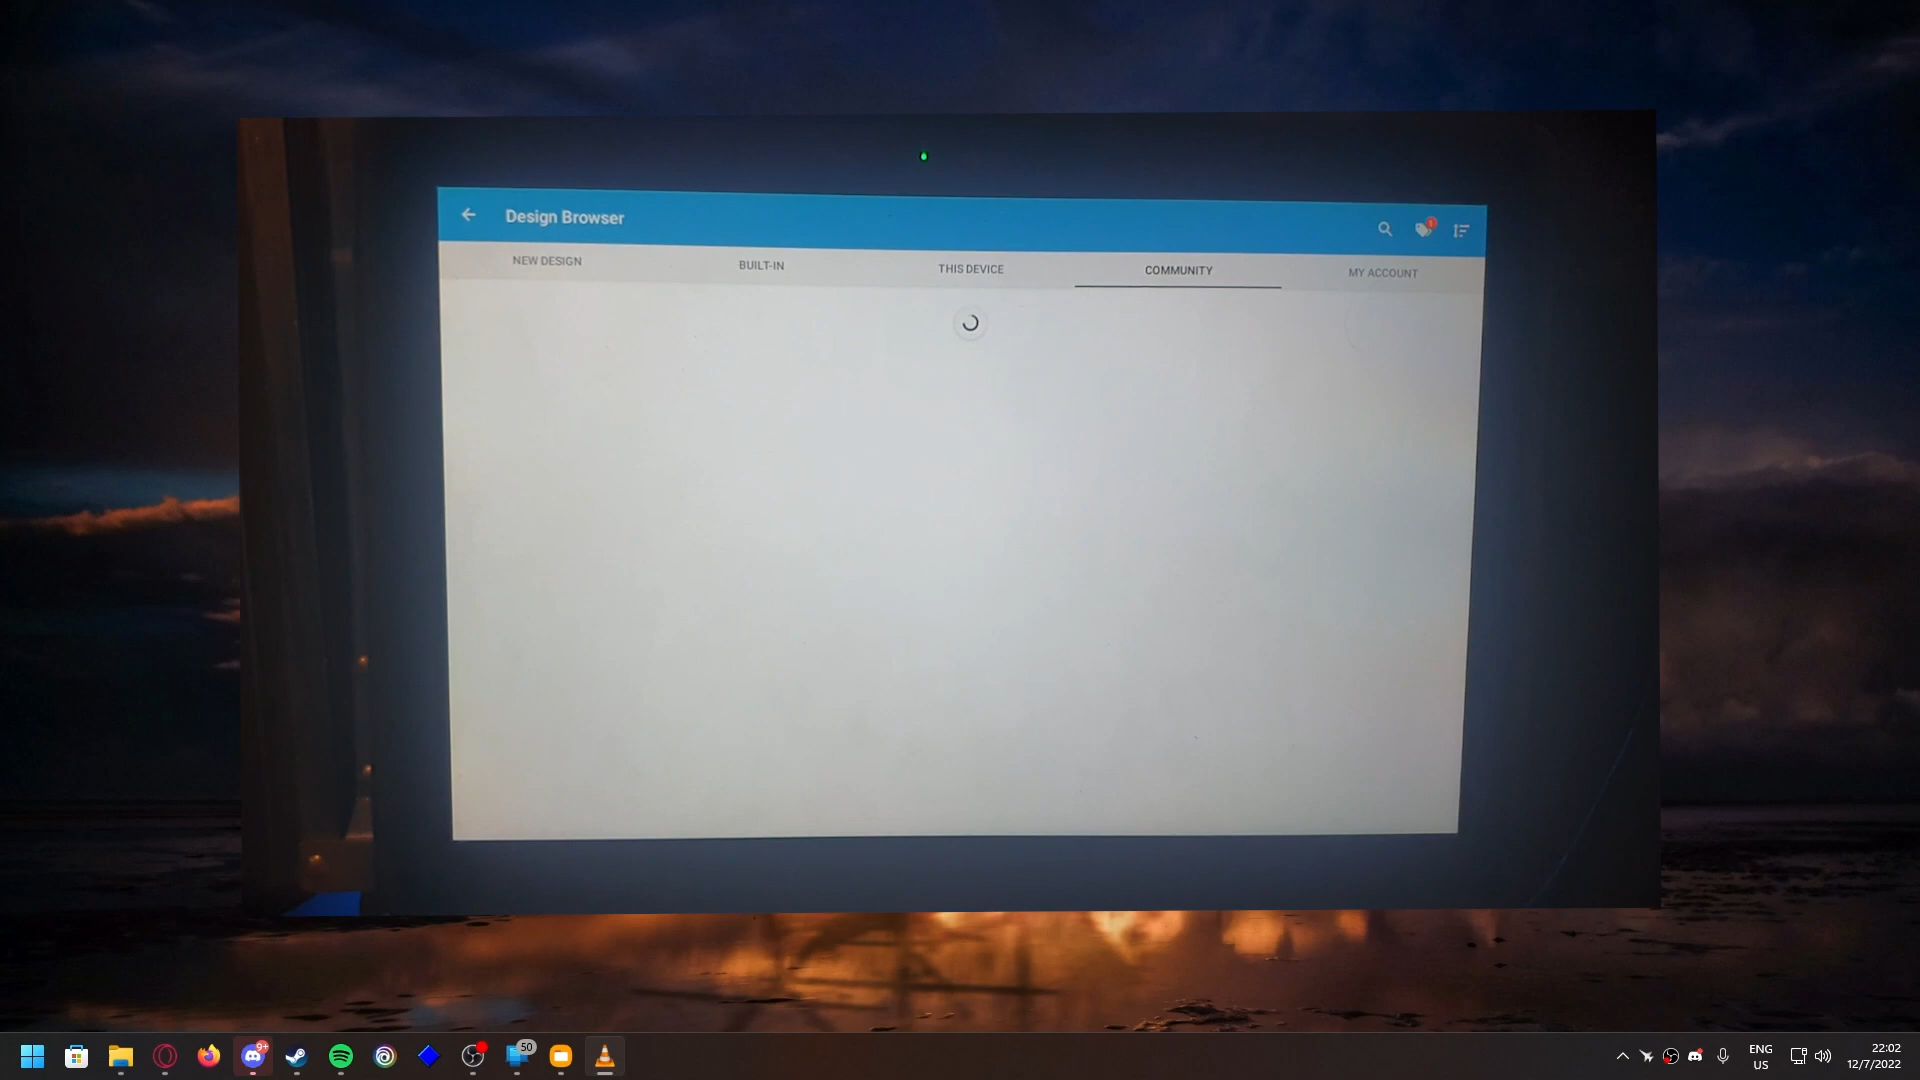 Design Browser
1
NEW DESIGN
BUILT-IN
THIS DEVICE
COMMUNITY
MY ACCOUNT
9+
50
ENG
US
22:02
12/7/2022